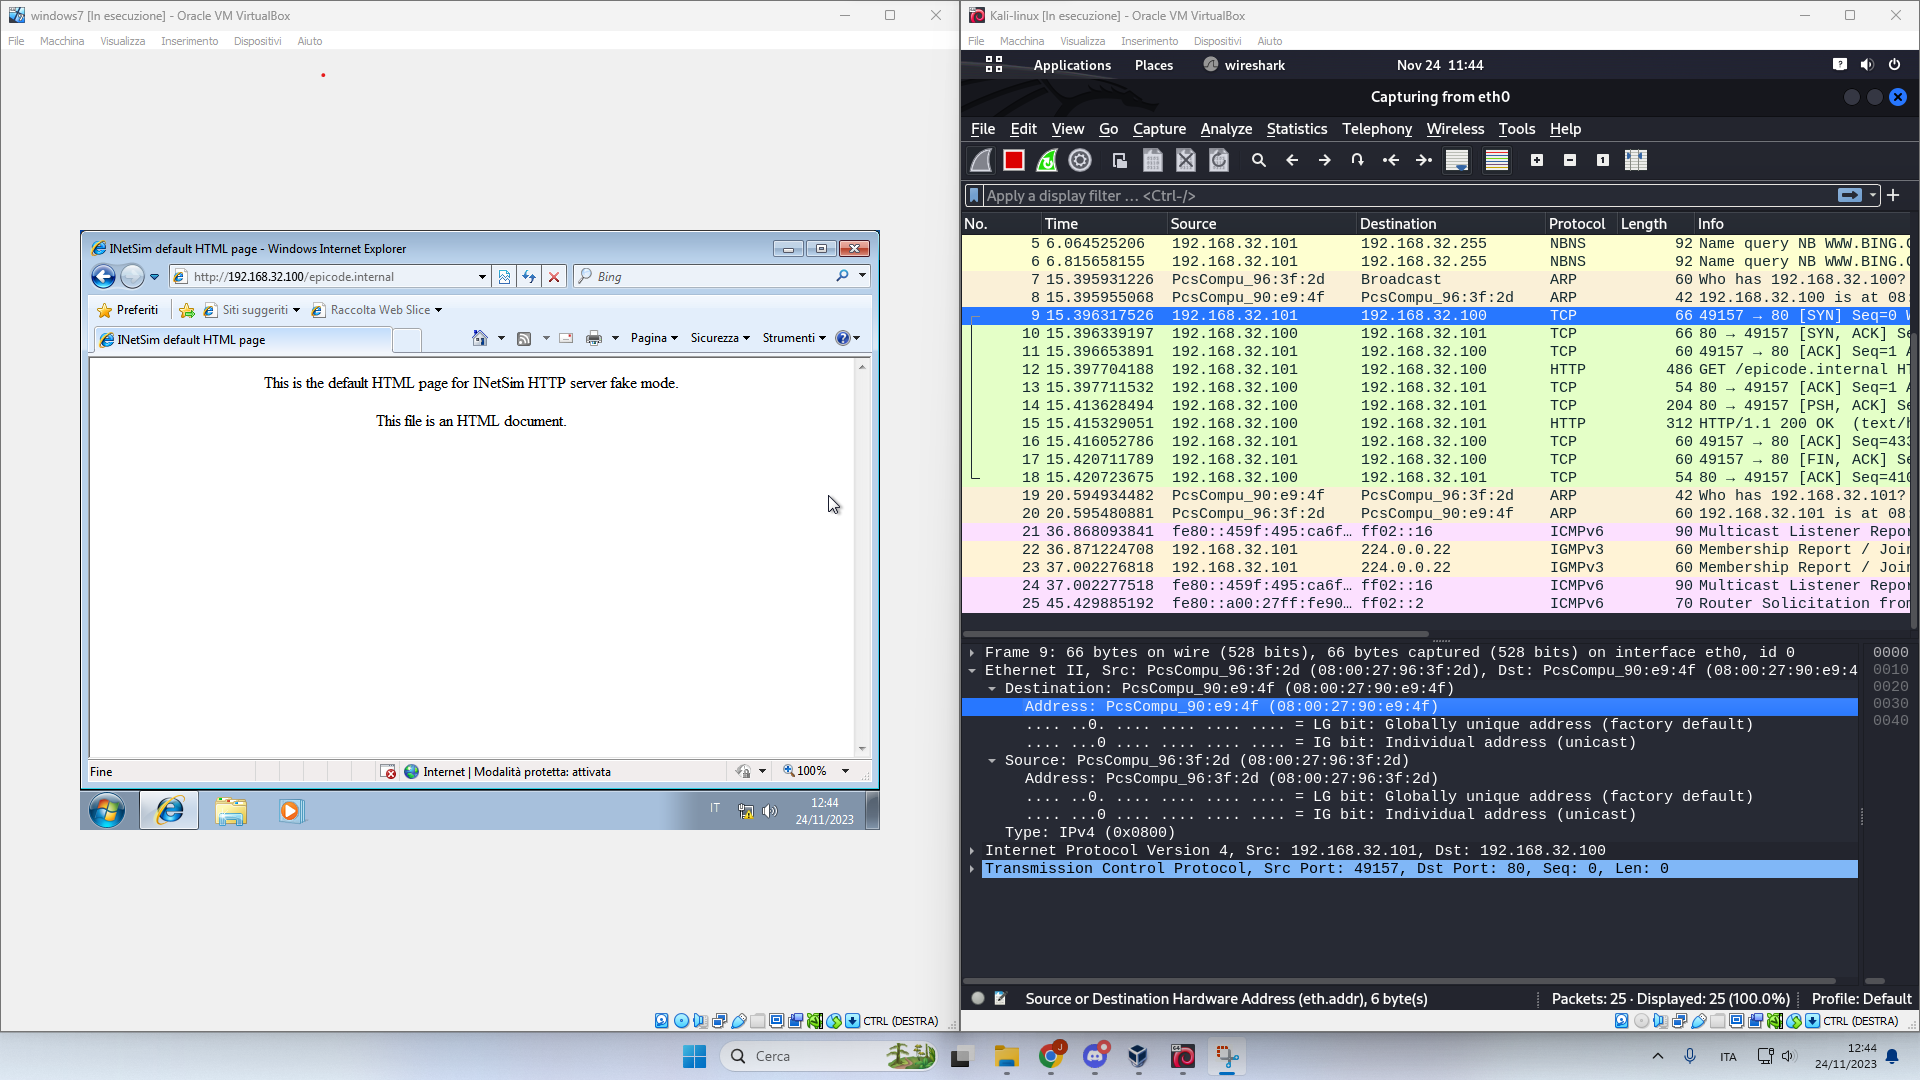 windows7 [In esecuzione] - Oracle VM VirtualBox
File Macchina Visualizza Inserimento Dispositivi Aiuto
INetSim default HTML page - Windows Internet Explorer
http://192.168.32.100/epicode.internal
Bing
Preferiti Siti suggeriti Raccolta Web Slice
INetSim default HTML page
Pagina Sicurezza Strumenti
This is the default HTML page for INetSim HTTP server fake mode.
This file is an HTML document.
Fine
Internet | Modalità protetta: attivata
100%
IT
12:44
24/11/2023
CTRL (DESTRA)
Kali-linux [In esecuzione] - Oracle VM VirtualBox
File Macchina Visualizza Inserimento Dispositivi Aiuto
Applications Places wireshark Nov 24 11:44
Capturing from eth0
File Edit View Go Capture Analyze Statistics Telephony Wireless Tools Help
Apply a display filter … <Ctrl-/>
No. Time Source Destination Protocol Length Info
5 6.064525206 192.168.32.101 192.168.32.255 NBNS 92 Name query NB WWW.BING.C
6 6.815658155 192.168.32.101 192.168.32.255 NBNS 92 Name query NB WWW.BING.C
7 15.395931226 PcsCompu_96:3f:2d Broadcast ARP 60 Who has 192.168.32.100?
8 15.395955068 PcsCompu_90:e9:4f PcsCompu_96:3f:2d ARP 42 192.168.32.100 is at 08:
9 15.396317526 192.168.32.101 192.168.32.100 TCP 66 49157 → 80 [SYN] Seq=0 W
10 15.396339197 192.168.32.100 192.168.32.101 TCP 66 80 → 49157 [SYN, ACK] Se
11 15.396653891 192.168.32.101 192.168.32.100 TCP 60 49157 → 80 [ACK] Seq=1 A
12 15.397704188 192.168.32.101 192.168.32.100 HTTP 486 GET /epicode.internal HT
13 15.397711532 192.168.32.100 192.168.32.101 TCP 54 80 → 49157 [ACK] Seq=1 A
14 15.413628494 192.168.32.100 192.168.32.101 TCP 204 80 → 49157 [PSH, ACK] Se
15 15.415329051 192.168.32.100 192.168.32.101 HTTP 312 HTTP/1.1 200 OK (text/h
16 15.416052786 192.168.32.101 192.168.32.100 TCP 60 49157 → 80 [ACK] Seq=433
17 15.420711789 192.168.32.101 192.168.32.100 TCP 60 49157 → 80 [FIN, ACK] Se
18 15.420723675 192.168.32.100 192.168.32.101 TCP 54 80 → 49157 [ACK] Seq=410
19 20.594934482 PcsCompu_90:e9:4f PcsCompu_96:3f:2d ARP 42 Who has 192.168.32.101?
20 20.595480881 PcsCompu_96:3f:2d PcsCompu_90:e9:4f ARP 60 192.168.32.101 is at 08:
21 36.868093841 fe80::459f:495:ca6f… ff02::16 ICMPv6 90 Multicast Listener Repor
22 36.871224708 192.168.32.101 224.0.0.22 IGMPv3 60 Membership Report / Join
23 37.002276818 192.168.32.101 224.0.0.22 IGMPv3 60 Membership Report / Join
24 37.002277518 fe80::459f:495:ca6f… ff02::16 ICMPv6 90 Multicast Listener Repor
25 45.429885192 fe80::a00:27ff:fe90… ff02::2 ICMPv6 70 Router Solicitation from
Frame 9: 66 bytes on wire (528 bits), 66 bytes captured (528 bits) on interface eth0, id 0
Ethernet II, Src: PcsCompu_96:3f:2d (08:00:27:96:3f:2d), Dst: PcsCompu_90:e9:4f (08:00:27:90:e9:4
Destination: PcsCompu_90:e9:4f (08:00:27:90:e9:4f)
Address: PcsCompu_90:e9:4f (08:00:27:90:e9:4f)
.... ..0. .... .... .... .... = LG bit: Globally unique address (factory default)
.... ...0 .... .... .... .... = IG bit: Individual address (unicast)
Source: PcsCompu_96:3f:2d (08:00:27:96:3f:2d)
Address: PcsCompu_96:3f:2d (08:00:27:96:3f:2d)
.... ..0. .... .... .... .... = LG bit: Globally unique address (factory default)
.... ...0 .... .... .... .... = IG bit: Individual address (unicast)
Type: IPv4 (0x0800)
Internet Protocol Version 4, Src: 192.168.32.101, Dst: 192.168.32.100
Transmission Control Protocol, Src Port: 49157, Dst Port: 80, Seq: 0, Len: 0
0000
0010
0020
0030
0040
Source or Destination Hardware Address (eth.addr), 6 byte(s)
Packets: 25 · Displayed: 25 (100.0%)
Profile: Default
CTRL (DESTRA)
Cerca
ITA
12:44
24/11/2023